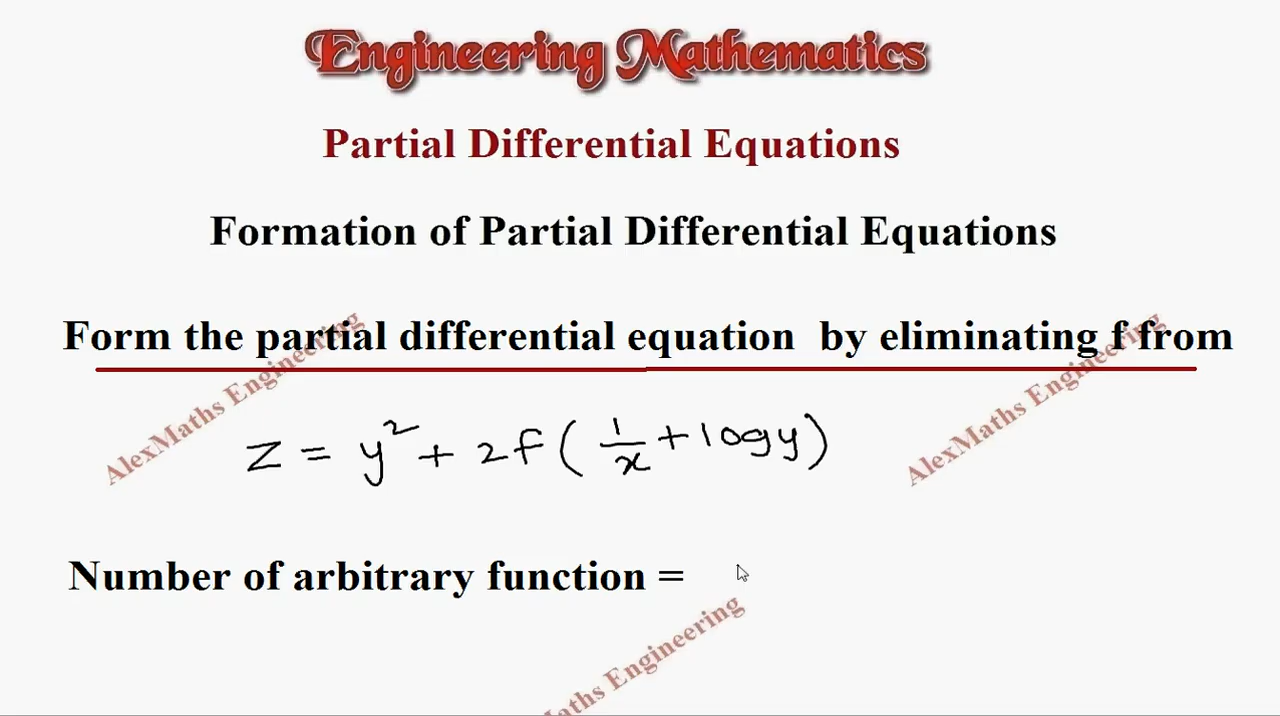 Engineering Mathematics
Partial Differential Equations
Formation of Partial Differential Equations
Form the partial differential equation by eliminating f from
AlexMaths Engineering
AlexMaths Engineering
z = y² + 2f(1/x + log y)
Number of arbitrary function =
Maths Engineering